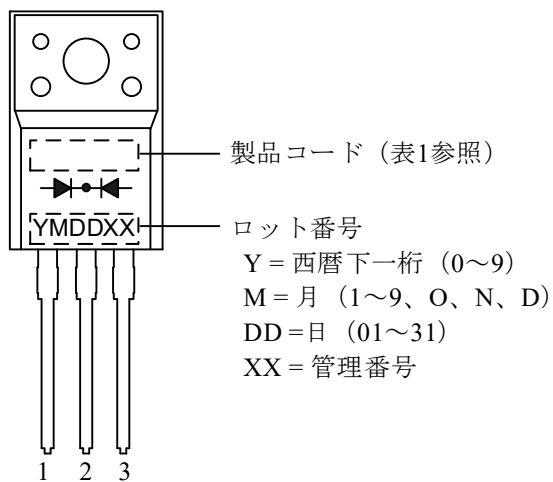 製品コード（表1参照）
YMDDXX
ロット番号
Y = 西暦下一桁（0～9）
M = 月（1～9、O、N、D）
DD =日（01～31）
XX = 管理番号
1 2 3